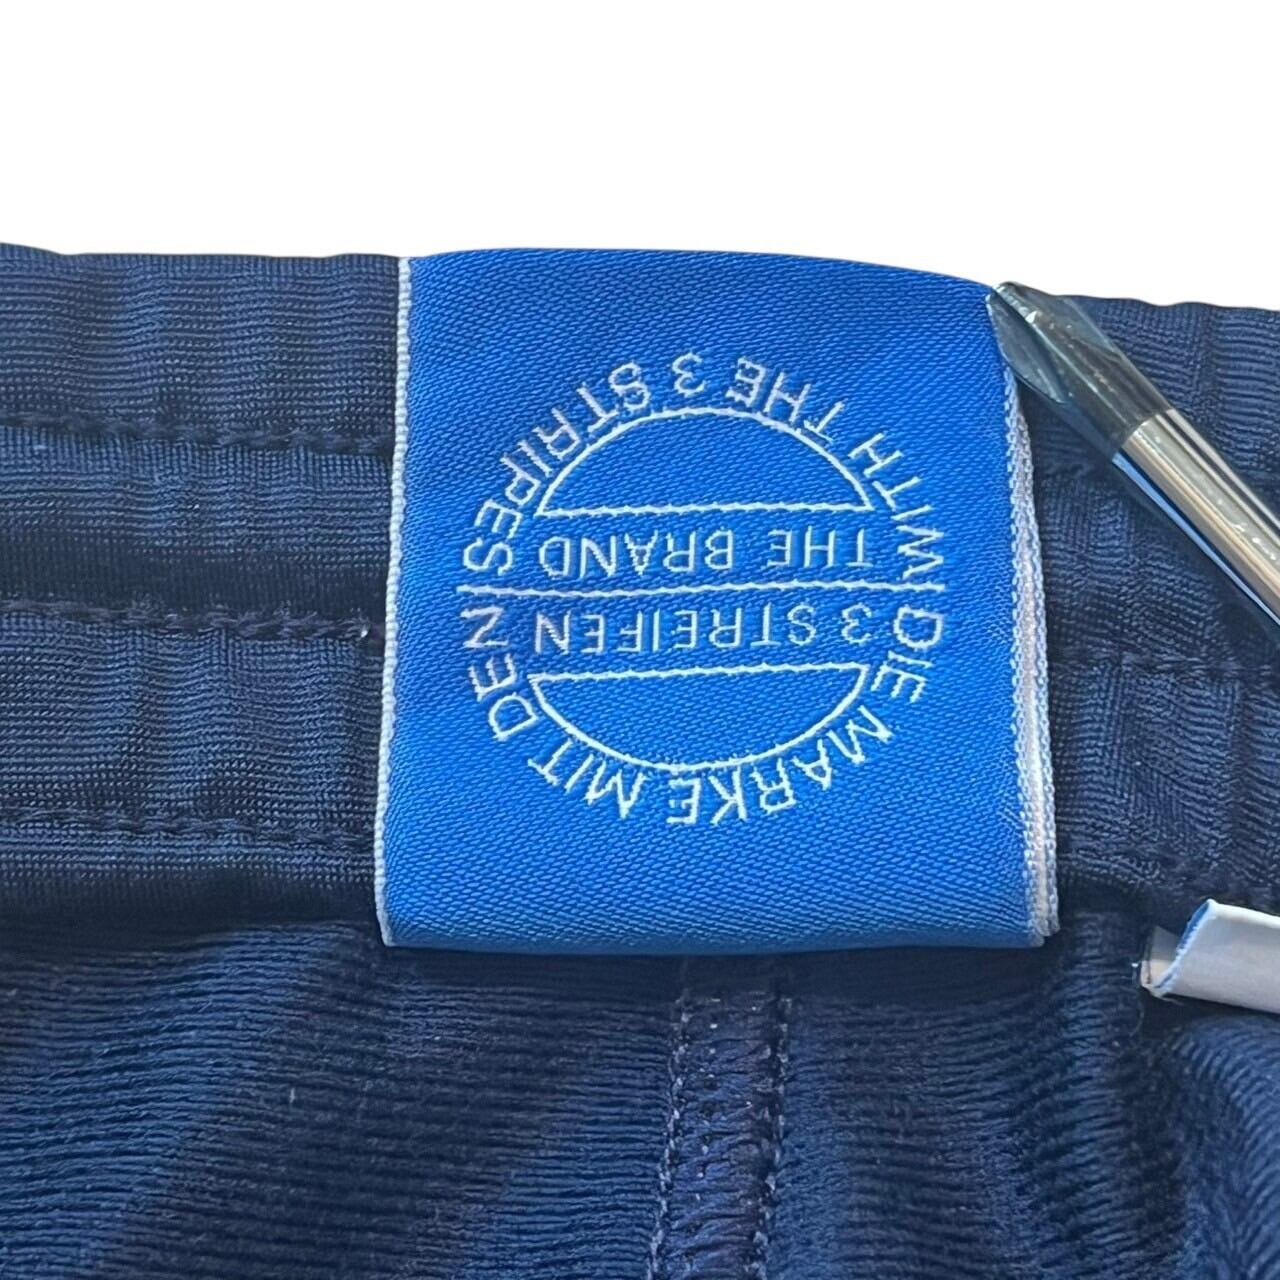 DIE MARKE MIT DEN
3 STREIFEN
THE BRAND
WITH THE 3 STRIPES